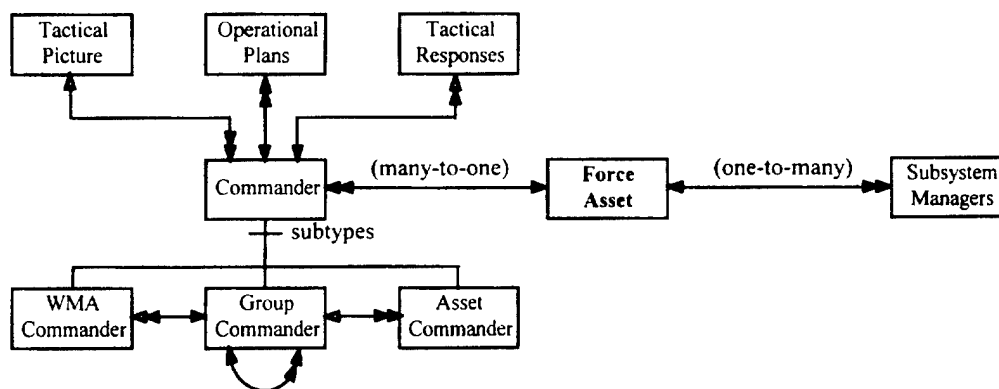 Tactical
Picture
Operational
Plans
Tactical
Responses
Commander
(many-to-one)
Force
Asset
(one-to-many)
Subsystem
Managers
subtypes
WMA
Commander
Group
Commander
Asset
Commander